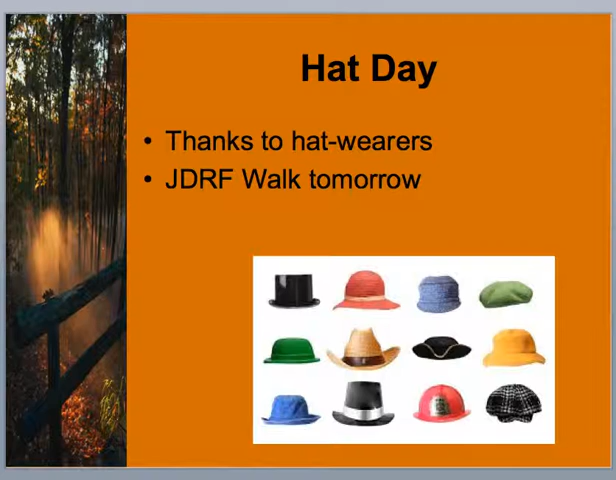 Hat Day
• Thanks to hat-wearers
• JDRF Walk tomorrow